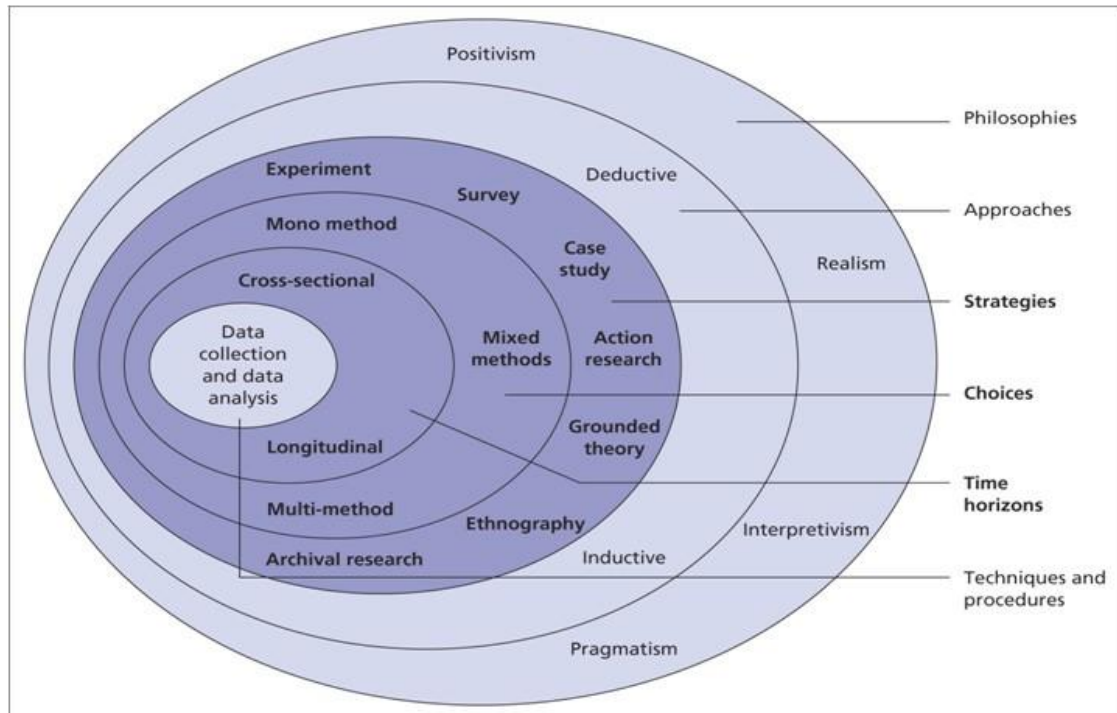 Positivism
Philosophies
Experiment
Deductive
Survey
Approaches
Mono method
Case
study
Realism
Cross-sectional
Strategies
Data
collection
and data
analysis
Mixed
methods
Action
research
Choices
Grounded
theory
Longitudinal
Time
horizons
Multi-method
Ethnography
Interpretivism
Archival research
Inductive
Techniques and
procedures
Pragmatism